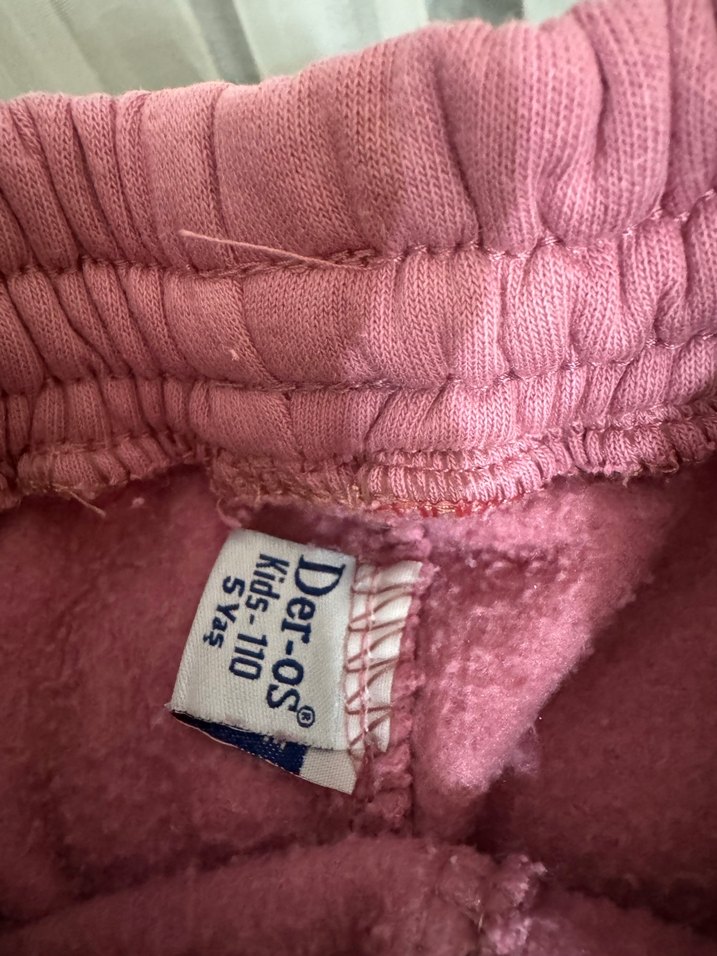 Der-os®
Kids - 110
5 Yaş